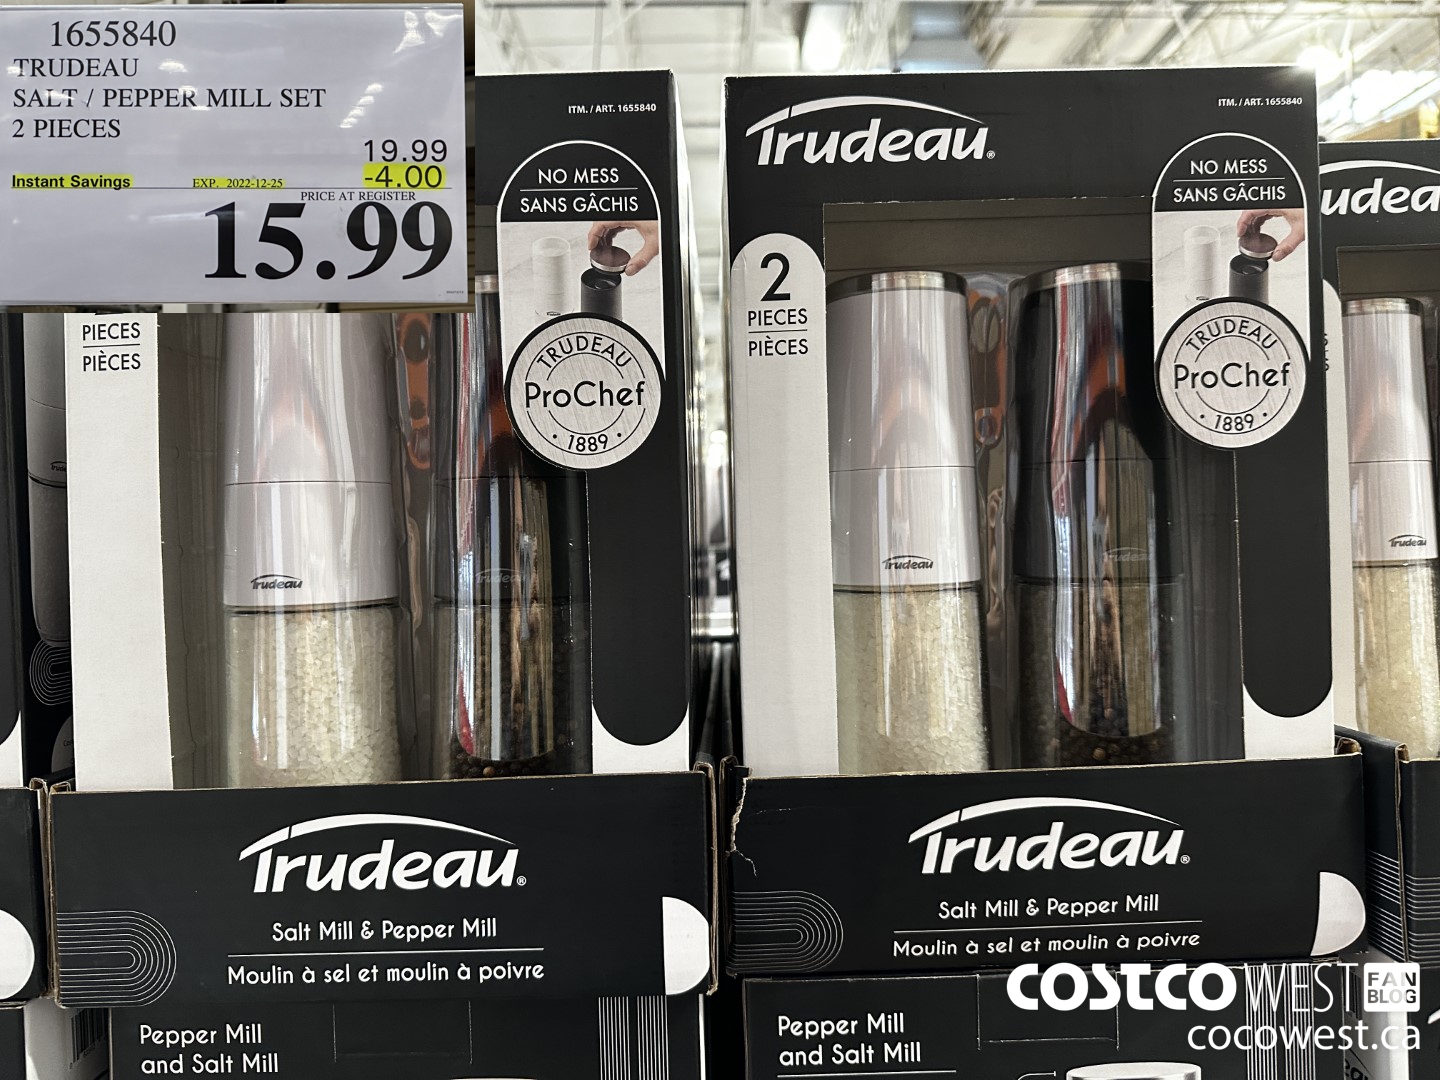 1655840
TRUDEAU
SALT / PEPPER MILL SET
2 PIECES
19.99
Instant Savings EXP. 2022-12-25 -4.00
PRICE AT REGISTER
15.99
ITM. / ART. 1655840
NO MESS
SANS GÂCHIS
PIECES
PIÈCES
TRUDEAU
ProChef
• 1889 •
Trudeau
Trudeau
ITM. / ART. 1655840
Trudeau®
NO MESS
SANS GÂCHIS
2
PIECES
PIÈCES
TRUDEAU
ProChef
• 1889 •
Trudeau
Trudeau
udea
Trudeau
Trudeau®
Salt Mill & Pepper Mill
Moulin à sel et moulin à poivre
Pepper Mill
and Salt Mill
Trudeau®
Salt Mill & Pepper Mill
Moulin à sel et moulin à poivre
Pepper Mill
and Salt Mill
COSTCO WEST FAN BLOG
cocowest.ca